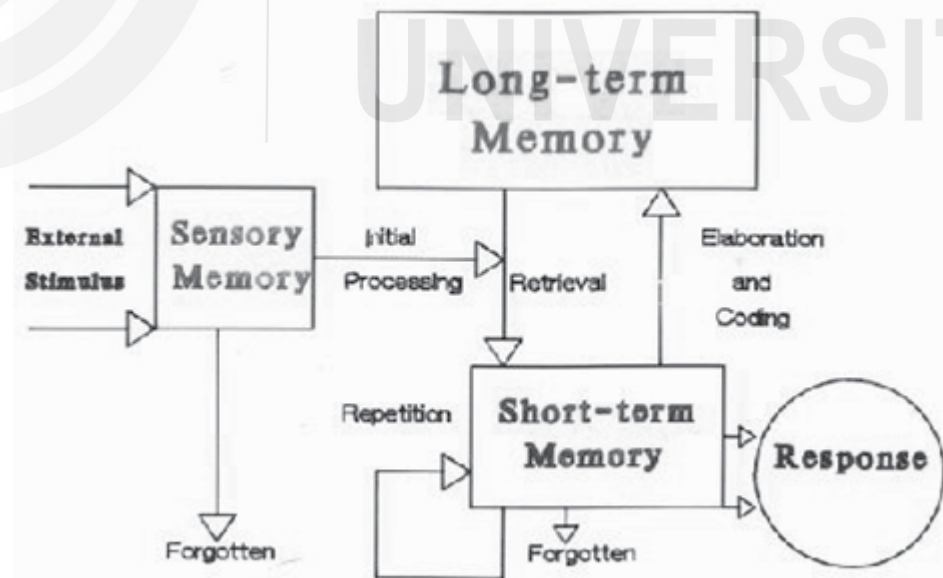 UNIVERSIT
Long-term
Memory
External
Stimulus
Sensory
Memory
Initial
Processing
Retrieval
Elaboration
and
Coding
Repetition
Short-term
Memory
Response
Forgotten
Forgotten